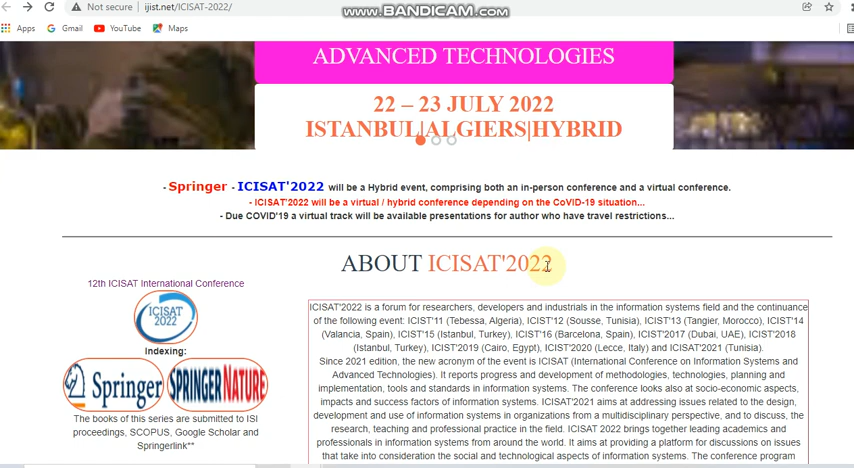 Not secure | ijist.net/ICISAT-2022/
WWW.BANDICAM.COM
Apps Gmail YouTube Maps
ADVANCED TECHNOLOGIES
22 – 23 JULY 2022
ISTANBUL|ALGIERS|HYBRID
- Springer - ICISAT'2022 will be a Hybrid event, comprising both an in-person conference and a virtual conference.
- ICISAT'2022 will be a virtual / hybrid conference depending on the CoVID-19 situation...
- Due COVID'19 a virtual track will be available presentations for author who have travel restrictions...
ABOUT ICISAT'2022
12th ICISAT International Conference
ICISAT
2022
Indexing:
Springer SPRINGER NATURE
The books of this series are submitted to ISI
proceedings, SCOPUS, Google Scholar and
Springerlink**
ICISAT'2022 is a forum for researchers, developers and industrials in the information systems field and the continuance
of the following event: ICIST'11 (Tebessa, Algeria), ICIST'12 (Sousse, Tunisia), ICIST'13 (Tangier, Morocco), ICIST'14
(Valancia, Spain), ICIST'15 (Istanbul, Turkey), ICIST'16 (Barcelona, Spain), ICIST'2017 (Dubai, UAE), ICIST'2018
(Istanbul, Turkey), ICIST'2019 (Cairo, Egypt), ICIST'2020 (Lecce, Italy) and ICISAT'2021 (Tunisia).
Since 2021 edition, the new acronym of the event is ICISAT (International Conference on Information Systems and
Advanced Technologies). It reports progress and development of methodologies, technologies, planning and
implementation, tools and standards in information systems. The conference looks also at socio-economic aspects,
impacts and success factors of information systems. ICISAT'2021 aims at addressing issues related to the design,
development and use of information systems in organizations from a multidisciplinary perspective, and to discuss, the
research, teaching and professional practice in the field. ICISAT 2022 brings together leading academics and
professionals in information systems from around the world. It aims at providing a platform for discussions on issues
that take into consideration the social and technological aspects of information systems. The conference program